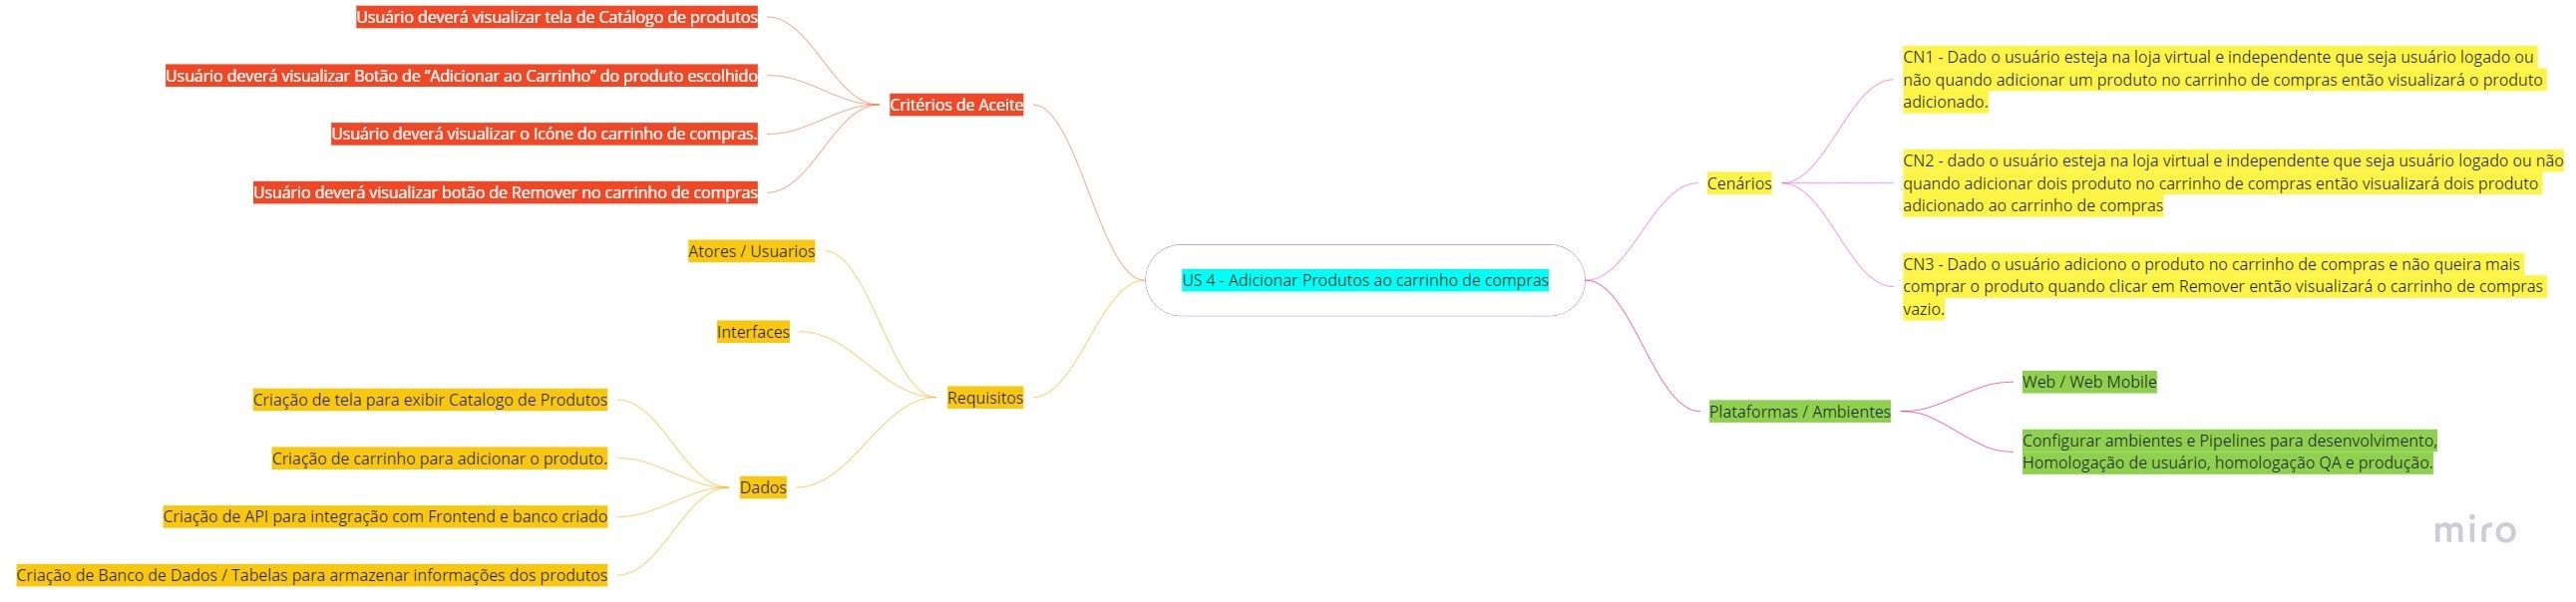 Usuário deverá visualizar tela de Catálogo de produtos
Usuário deverá visualizar Botão de “Adicionar ao Carrinho” do produto escolhido
Usuário deverá visualizar o Icóne do carrinho de compras.
Usuário deverá visualizar botão de Remover no carrinho de compras
Critérios de Aceite
Atores / Usuarios
Interfaces
Criação de tela para exibir Catalogo de Produtos
Criação de carrinho para adicionar o produto.
Criação de API para integração com Frontend e banco criado
Criação de Banco de Dados / Tabelas para armazenar informações dos produtos
Dados
Requisitos
US 4 - Adicionar Produtos ao carrinho de compras
Cenários
CN1 - Dado o usuário esteja na loja virtual e independente que seja usuário logado ou
não quando adicionar um produto no carrinho de compras então visualizará o produto
adicionado.
CN2 - dado o usuário esteja na loja virtual e independente que seja usuário logado ou não
quando adicionar dois produto no carrinho de compras então visualizará dois produto
adicionado ao carrinho de compras
CN3 - Dado o usuário adiciono o produto no carrinho de compras e não queira mais
comprar o produto quando clicar em Remover então visualizará o carrinho de compras
vazio.
Plataformas / Ambientes
Web / Web Mobile
Configurar ambientes e Pipelines para desenvolvimento,
Homologação de usuário, homologação QA e produção.
miro